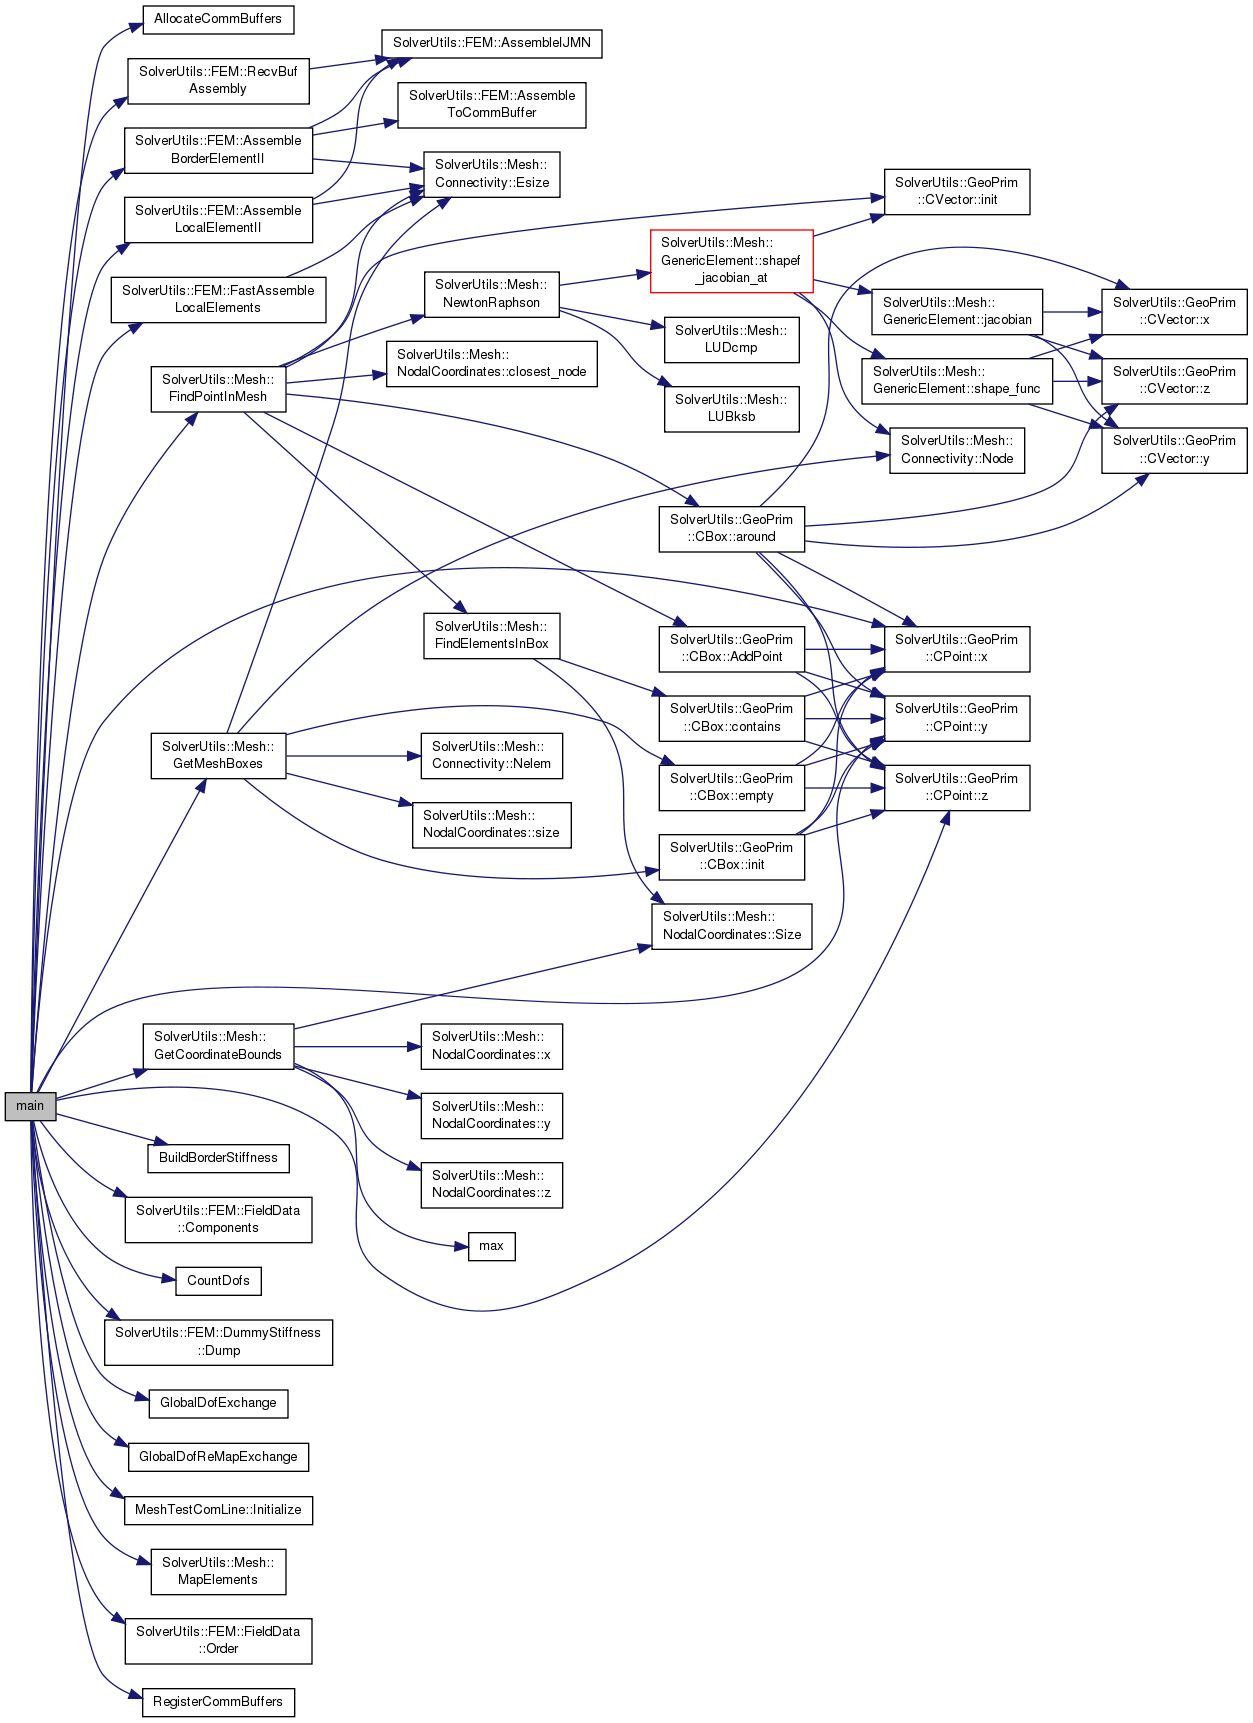 AllocateCommBuffers
SolverUtils::FEM::AssembleIJMN
SolverUtils::FEM::RecvBuf
Assembly
SolverUtils::FEM::Assemble
ToCommBuffer
SolverUtils::FEM::Assemble
BorderElementII
SolverUtils::Mesh::
Connectivity::Esize
SolverUtils::FEM::Assemble
LocalElementII
SolverUtils::GeoPrim
::CVector::init
SolverUtils::Mesh::
GenericElement::shapef
_jacobian_at
SolverUtils::FEM::FastAssemble
LocalElements
SolverUtils::Mesh::
NewtonRaphson
SolverUtils::Mesh::
GenericElement::jacobian
SolverUtils::GeoPrim
::CVector::x
SolverUtils::Mesh::
LUDcmp
SolverUtils::Mesh::
NodalCoordinates::closest_node
SolverUtils::Mesh::
GenericElement::shape_func
SolverUtils::GeoPrim
::CVector::z
SolverUtils::Mesh::
FindPointInMesh
SolverUtils::Mesh::
LUBksb
SolverUtils::Mesh::
Connectivity::Node
SolverUtils::GeoPrim
::CVector::y
SolverUtils::GeoPrim
::CBox::around
SolverUtils::Mesh::
FindElementsInBox
SolverUtils::GeoPrim
::CBox::AddPoint
SolverUtils::GeoPrim
::CPoint::x
SolverUtils::GeoPrim
::CBox::contains
SolverUtils::GeoPrim
::CPoint::y
SolverUtils::Mesh::
GetMeshBoxes
SolverUtils::Mesh::
Connectivity::Nelem
SolverUtils::GeoPrim
::CBox::empty
SolverUtils::GeoPrim
::CPoint::z
SolverUtils::Mesh::
NodalCoordinates::size
SolverUtils::GeoPrim
::CBox::init
SolverUtils::Mesh::
NodalCoordinates::Size
SolverUtils::Mesh::
GetCoordinateBounds
SolverUtils::Mesh::
NodalCoordinates::x
main
SolverUtils::Mesh::
NodalCoordinates::y
BuildBorderStiffness
SolverUtils::Mesh::
NodalCoordinates::z
SolverUtils::FEM::FieldData
::Components
max
CountDofs
SolverUtils::FEM::DummyStiffness
::Dump
GlobalDofExchange
GlobalDofReMapExchange
MeshTestComLine::Initialize
SolverUtils::Mesh::
MapElements
SolverUtils::FEM::FieldData
::Order
RegisterCommBuffers